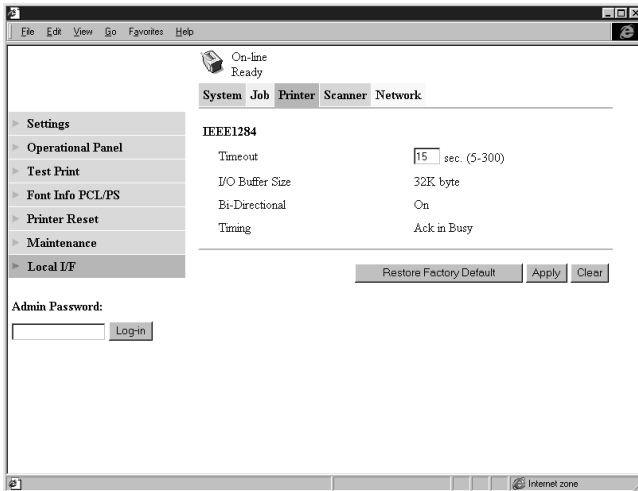 File Edit View Go Favorites Help
On-line
Ready
System Job Printer Scanner Network
Settings
Operational Panel
Test Print
Font Info PCL/PS
Printer Reset
Maintenance
Local I/F
Admin Password:
Log-in
IEEE1284
Timeout 15 sec. (5-300)
I/O Buffer Size 32K byte
Bi-Directional On
Timing Ack in Busy
Restore Factory Default Apply Clear
Internet zone